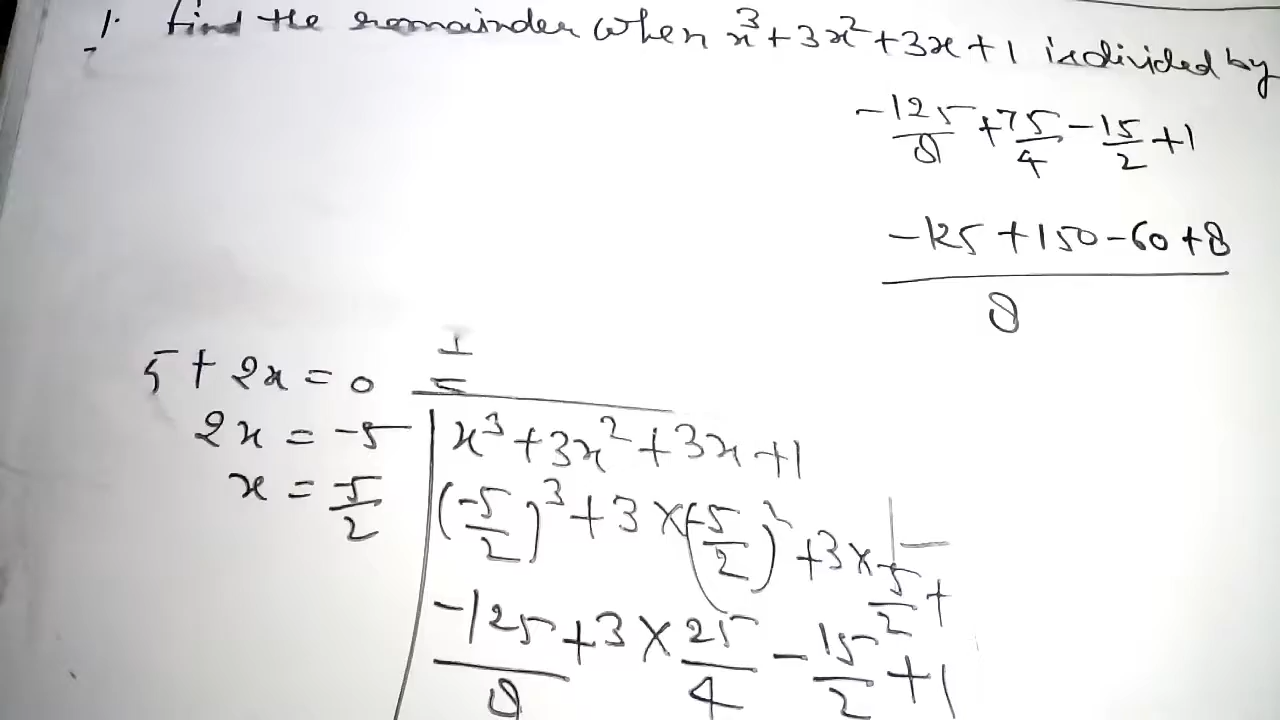 1. find the remainder when x³+3x²+3x+1 is divided by
-125/8 + 75/4 - 15/2 + 1
-125+150-60+8
8
5+2x=0
2x=-5
x=-5/2
x³+3x²+3x+1
(-5/2)³+3×(-5/2)²+3×-5/2+
-125/8+3×25/4-15/2+1